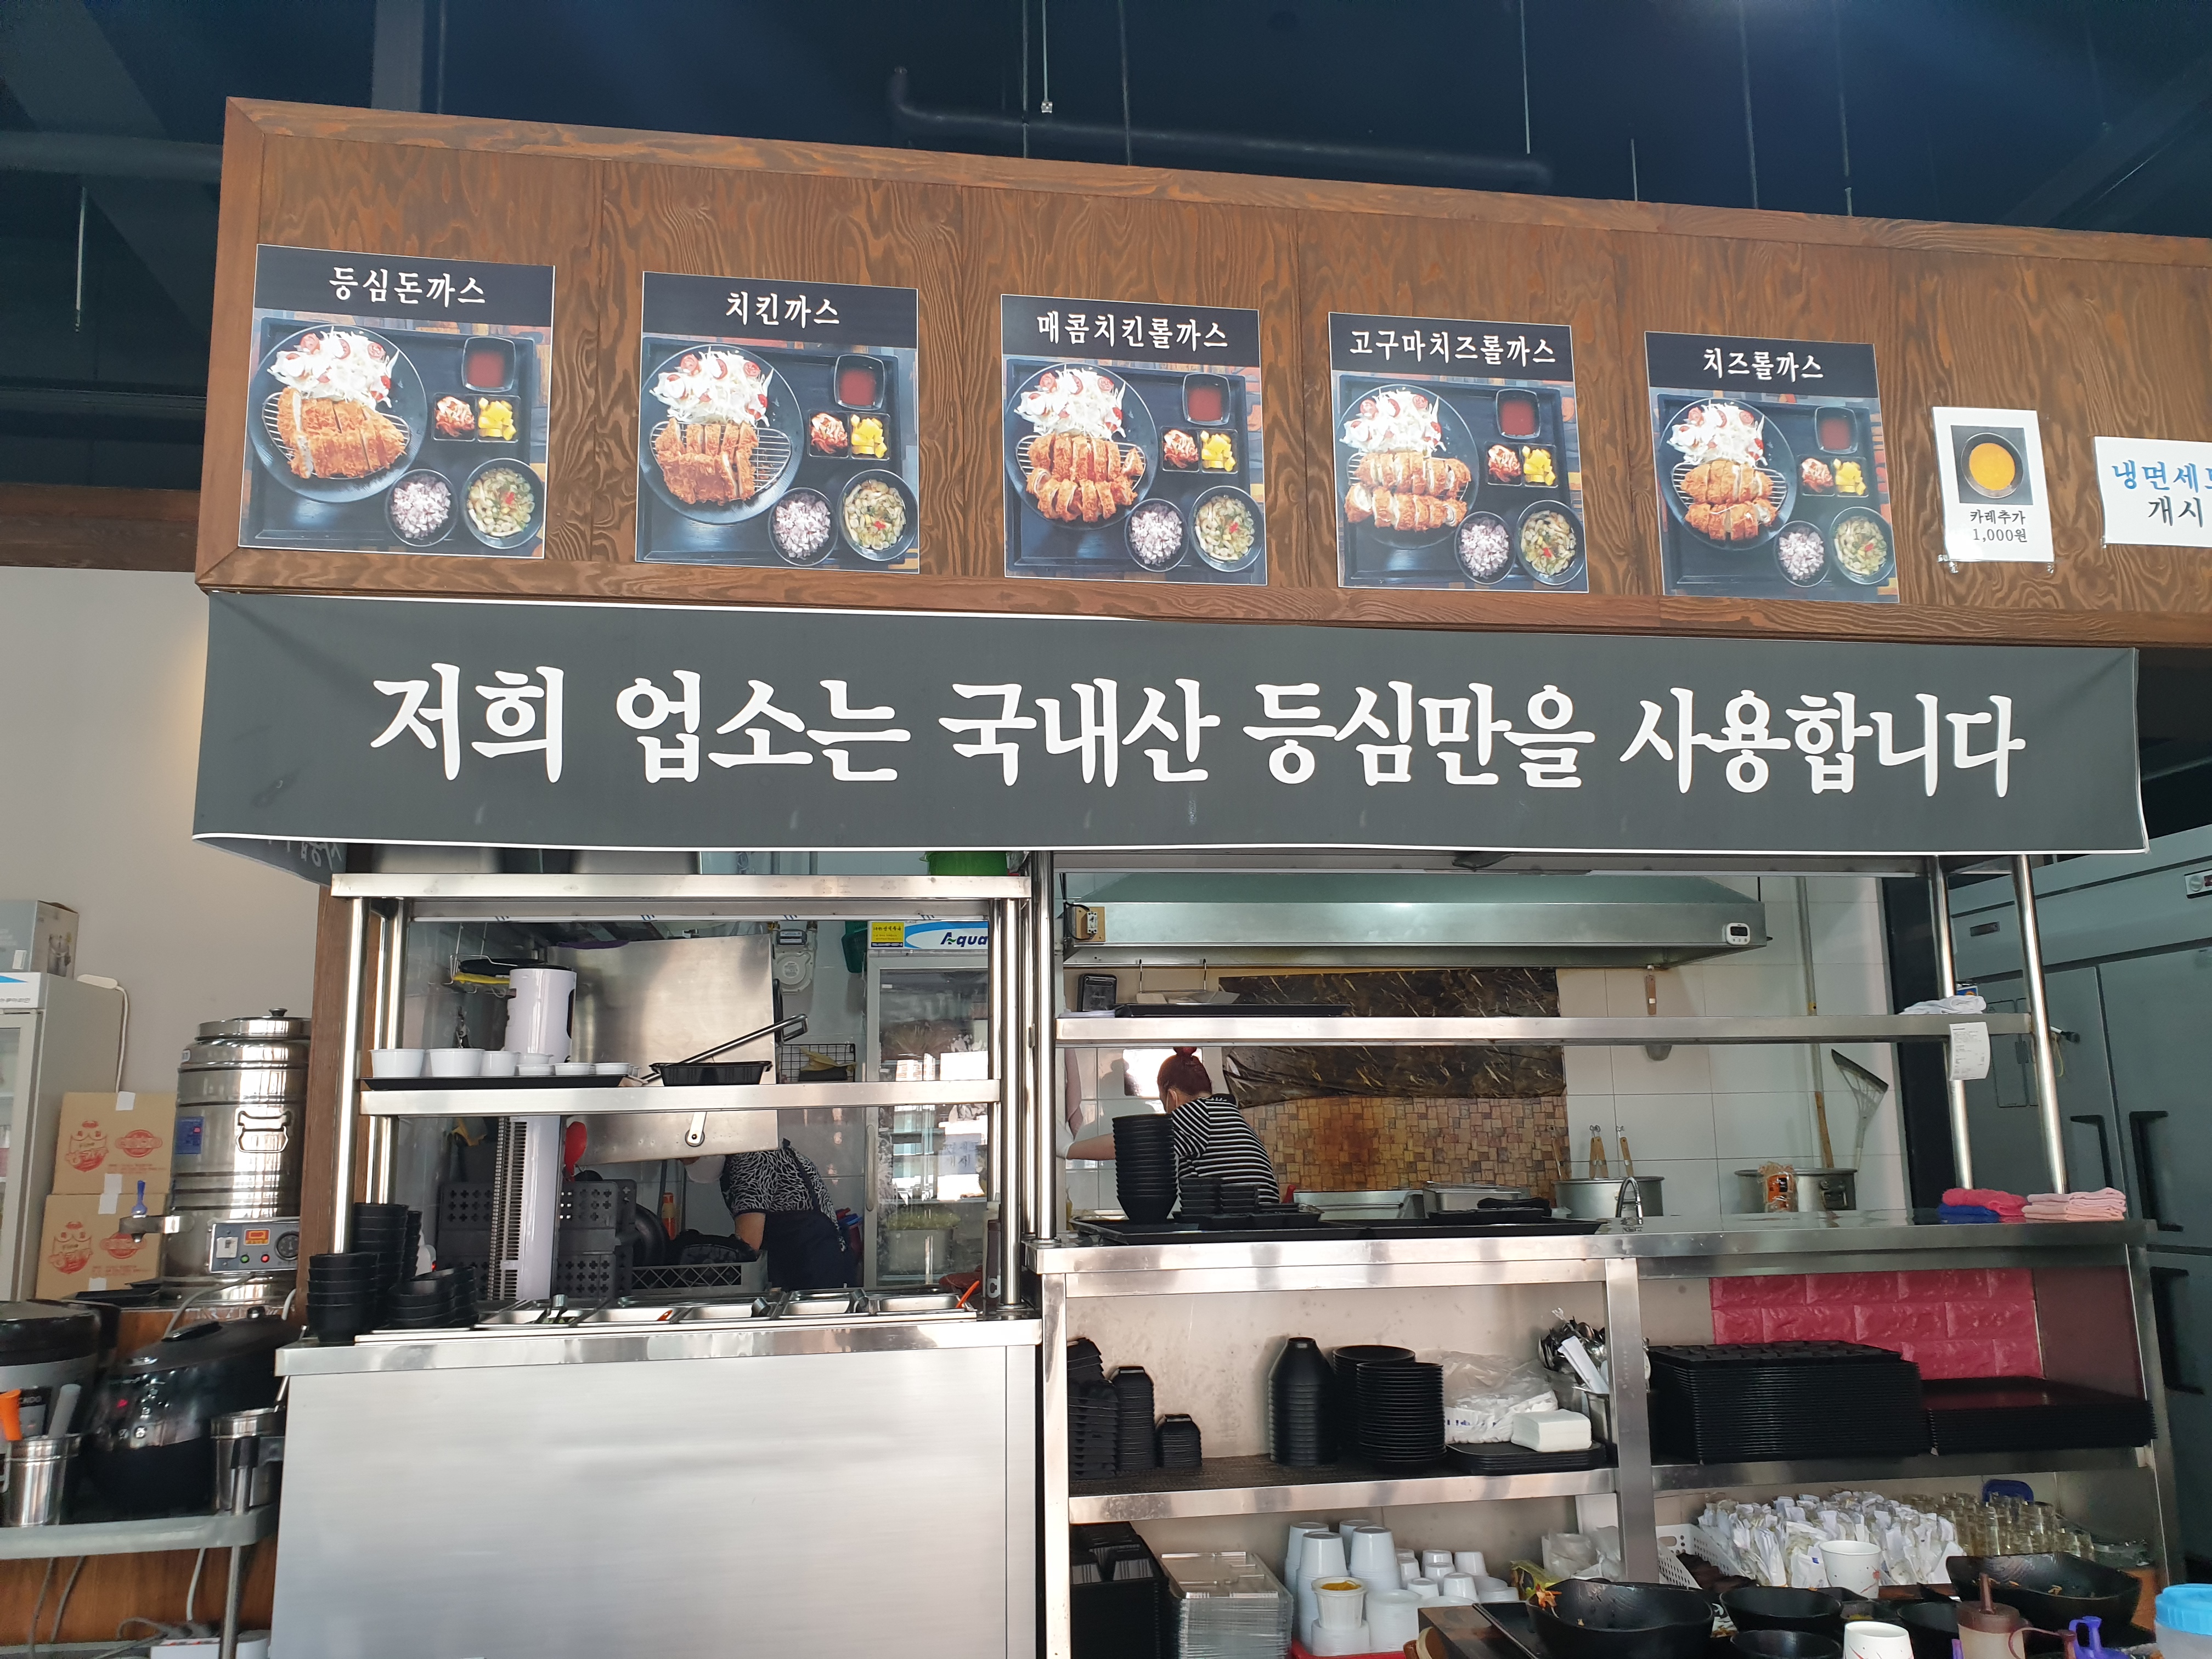 등심돈까스
치킨까스
매콤치킨롤까스
고구마치즈롤까스
치즈롤까스
카레추가
1,000원
개시
저희 업소는 국내산 등심만을 사용합니다
Aqua